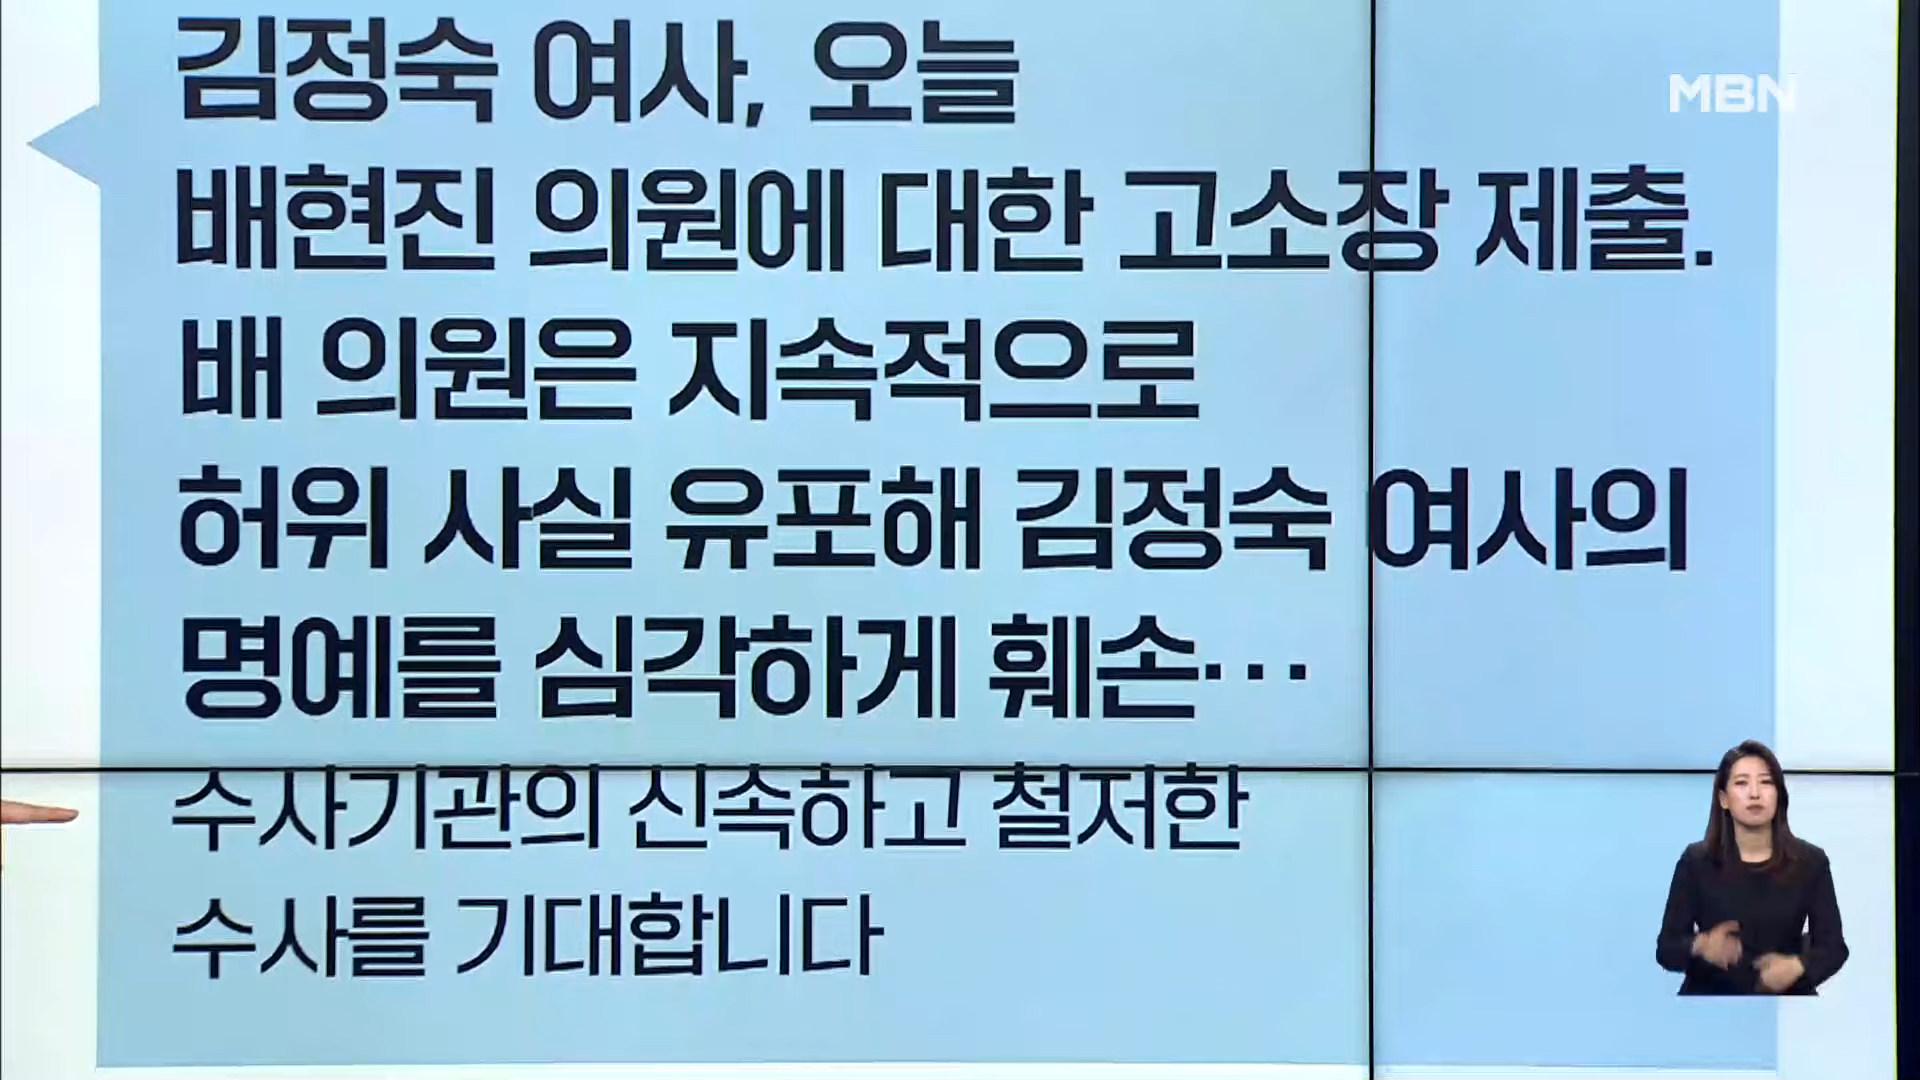 MBN
김정숙 여사, 오늘
배현진 의원에 대한 고소장 제출.
배 의원은 지속적으로
허위 사실 유포해 김정숙 여사의
명예를 심각하게 훼손…
수사기관의 신속하고 철저한
수사를 기대합니다